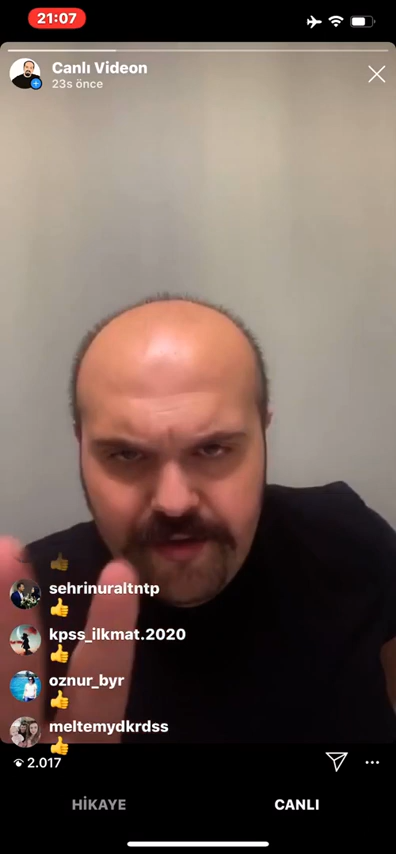 21:07
Canlı Videon
23s önce
sehrinuraltntp
👍
kpss_ilkmat.2020
👍
oznur_byr
👍
meltemydkrdss
👍
2.017
HİKAYE
CANLI